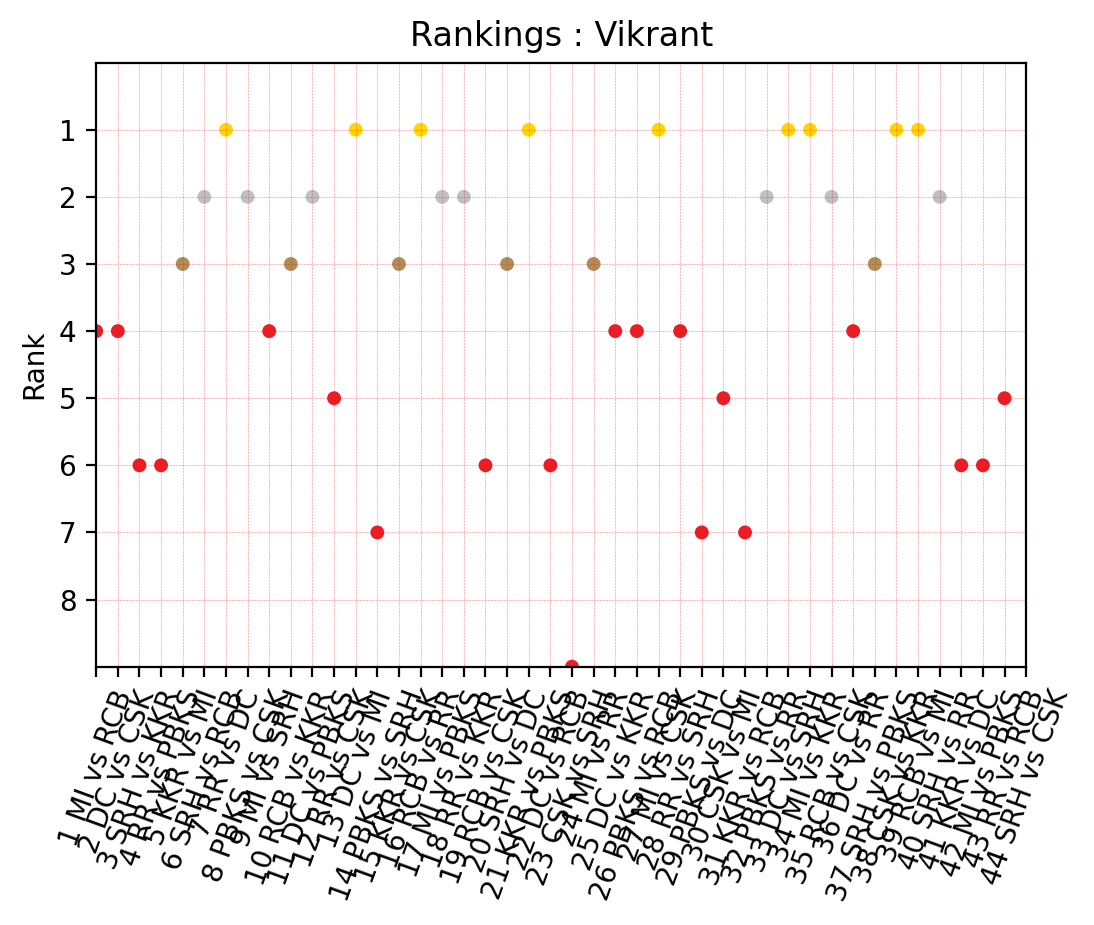 Rankings : Vikrant
Rank
1
2
3
4
5
6
7
8
1 MI vs RCB
2 DC vs CSK
3 SRH vs KKR
4 RR vs PBKS
5 KKR vs MI
6 SRH vs RCB
7 RR vs DC
8 PBKS vs CSK
9 MI vs SRH
10 RCB vs KKR
11 DC vs PBKS
12 RR vs CSK
13 DC vs MI
14 PBKS vs SRH
15 KKR vs CSK
16 RCB vs RR
17 MI vs PBKS
18 RR vs KKR
19 RCB vs CSK
20 SRH vs DC
21 KKR vs PBKS
22 DC vs RCB
23 CSK vs SRH
24 MI vs RR
25 DC vs KKR
26 PBKS vs RCB
27 MI vs CSK
28 RR vs SRH
29 PBKS vs DC
30 CSK vs MI
31 KKR vs RCB
32 PBKS vs RR
33 DC vs SRH
34 MI vs KKR
35 RCB vs CSK
36 DC vs RR
37 SRH vs PBKS
38 CSK vs KKR
39 RCB vs MI
40 SRH vs RR
41 KKR vs DC
42 MI vs PBKS
43 RR vs RCB
44 SRH vs CSK